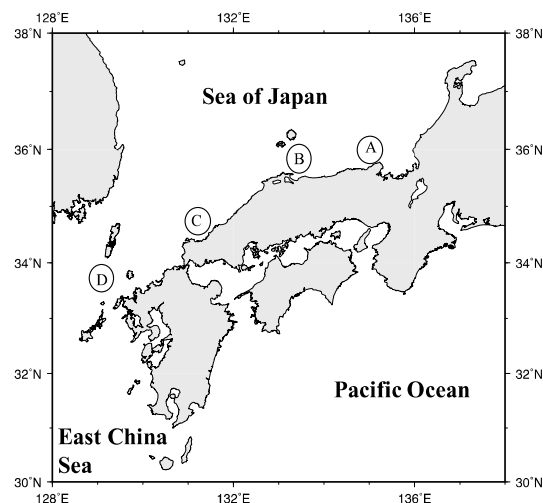 128°E 132°E 136°E
38°N 38°N
Sea of Japan
36°N 36°N
A
B
C
34°N 34°N
D
32°N 32°N
Pacific Ocean
East China
Sea
30°N 30°N
128°E 132°E 136°E